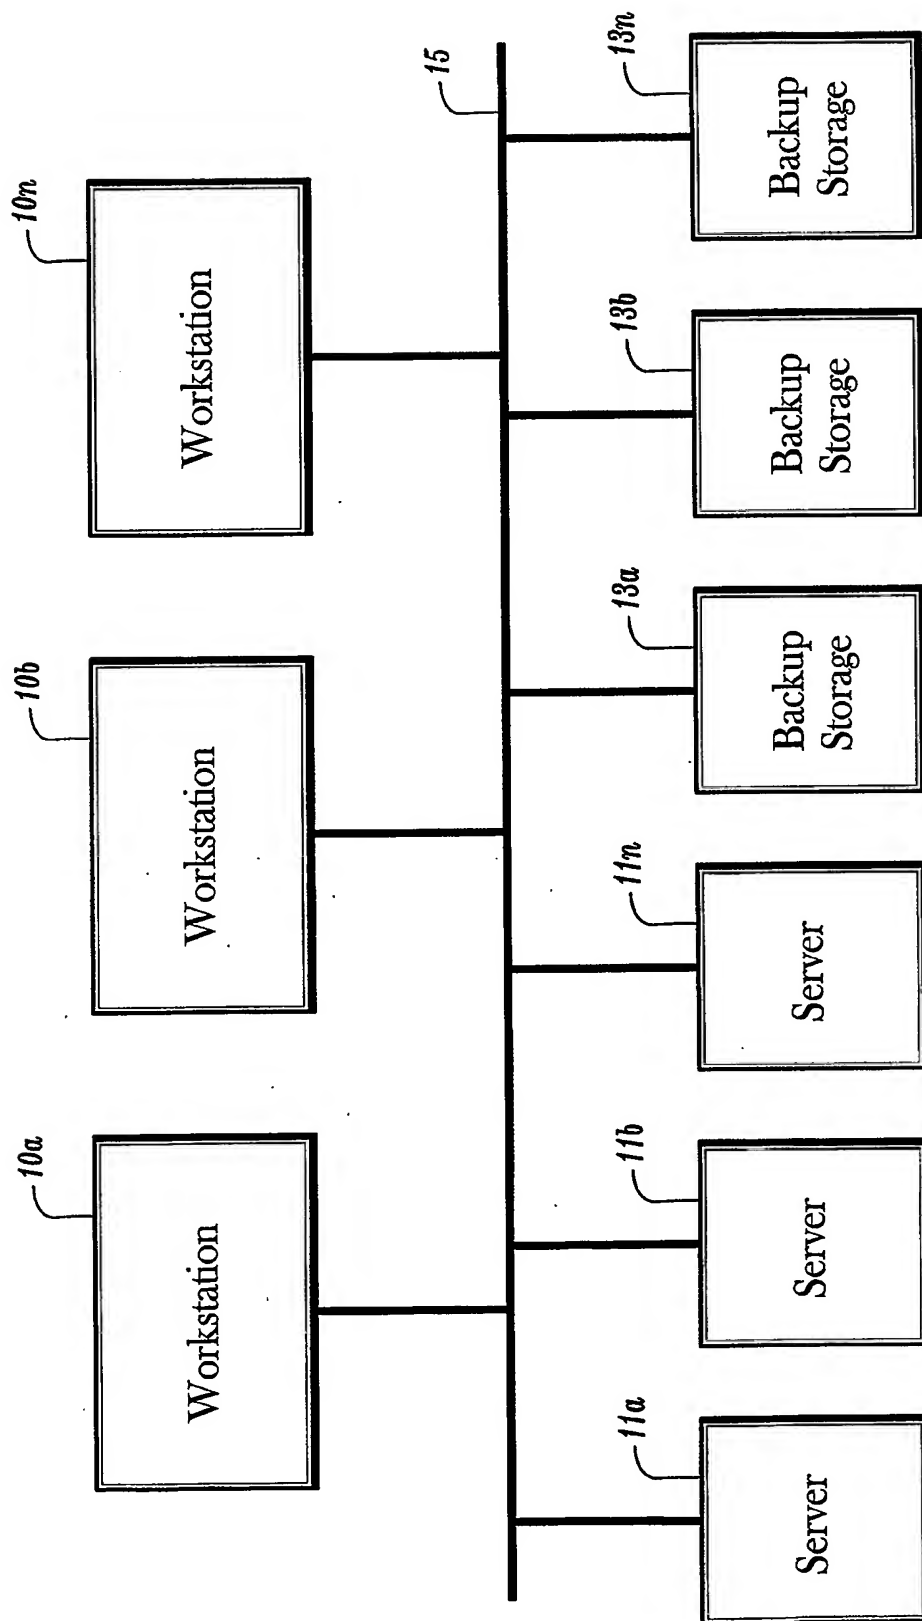 10a
10b
10n
Workstation
Workstation
Workstation
15
11a
11b
11n
13a
13b
13n
Server
Server
Server
Backup
Storage
Backup
Storage
Backup
Storage